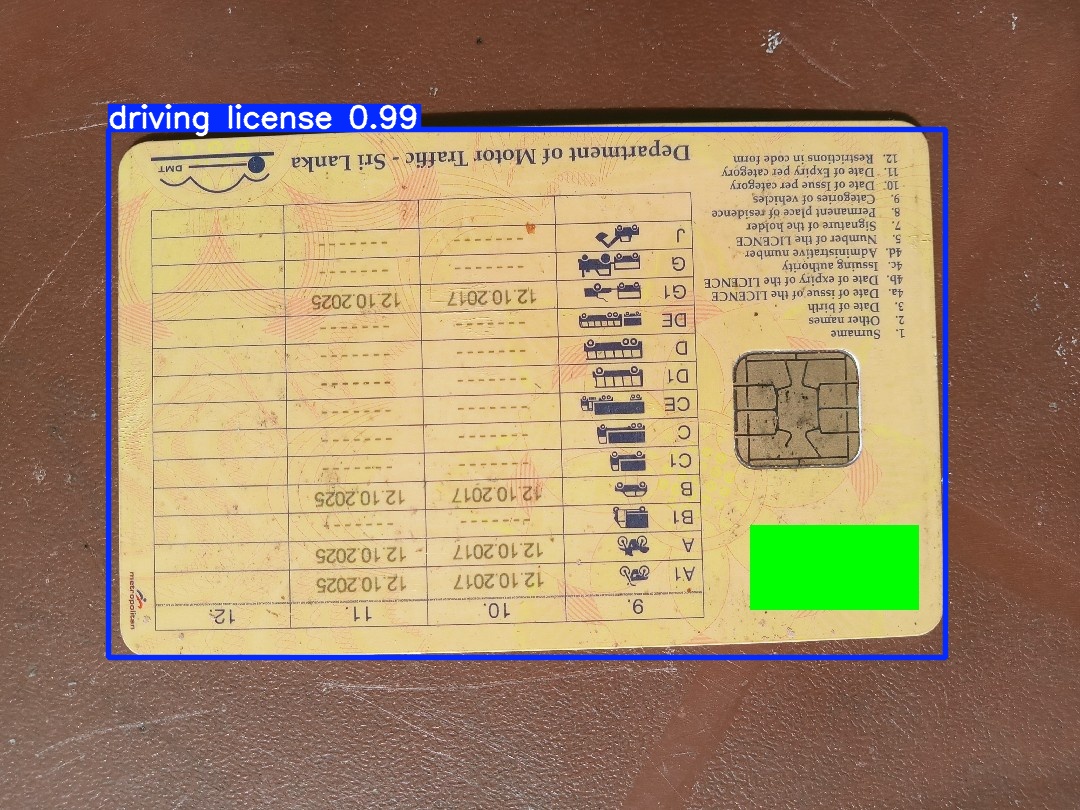 driving license 0.99
9. 10. 11. 12.
A1 12.10.2017 12.10.2025
A 12.10.2017 12.10.2025
B1 ------ ------
B 12.10.2017 12.10.2025
C1 ------ ------
C ------ ------
CE ------ ------
D1 ------ ------
D ------ ------
DE ------ ------
G1 12.10.2017 12.10.2025
G ------ ------
J ------ ------
1. Surname
2. Other names
3. Date of birth
4a. Date of issue of the LICENCE
4b. Date of expiry of the LICENCE
4c. Issuing authority
4d. Administrative number
5. Number of the LICENCE
7. Signature of the holder
8. Permanent place of residence
9. Categories of vehicles
10. Date of Issue per category
11. Date of Expiry per category
12. Restrictions in code form
Department of Motor Traffic - Sri Lanka
DMT
metropolitan